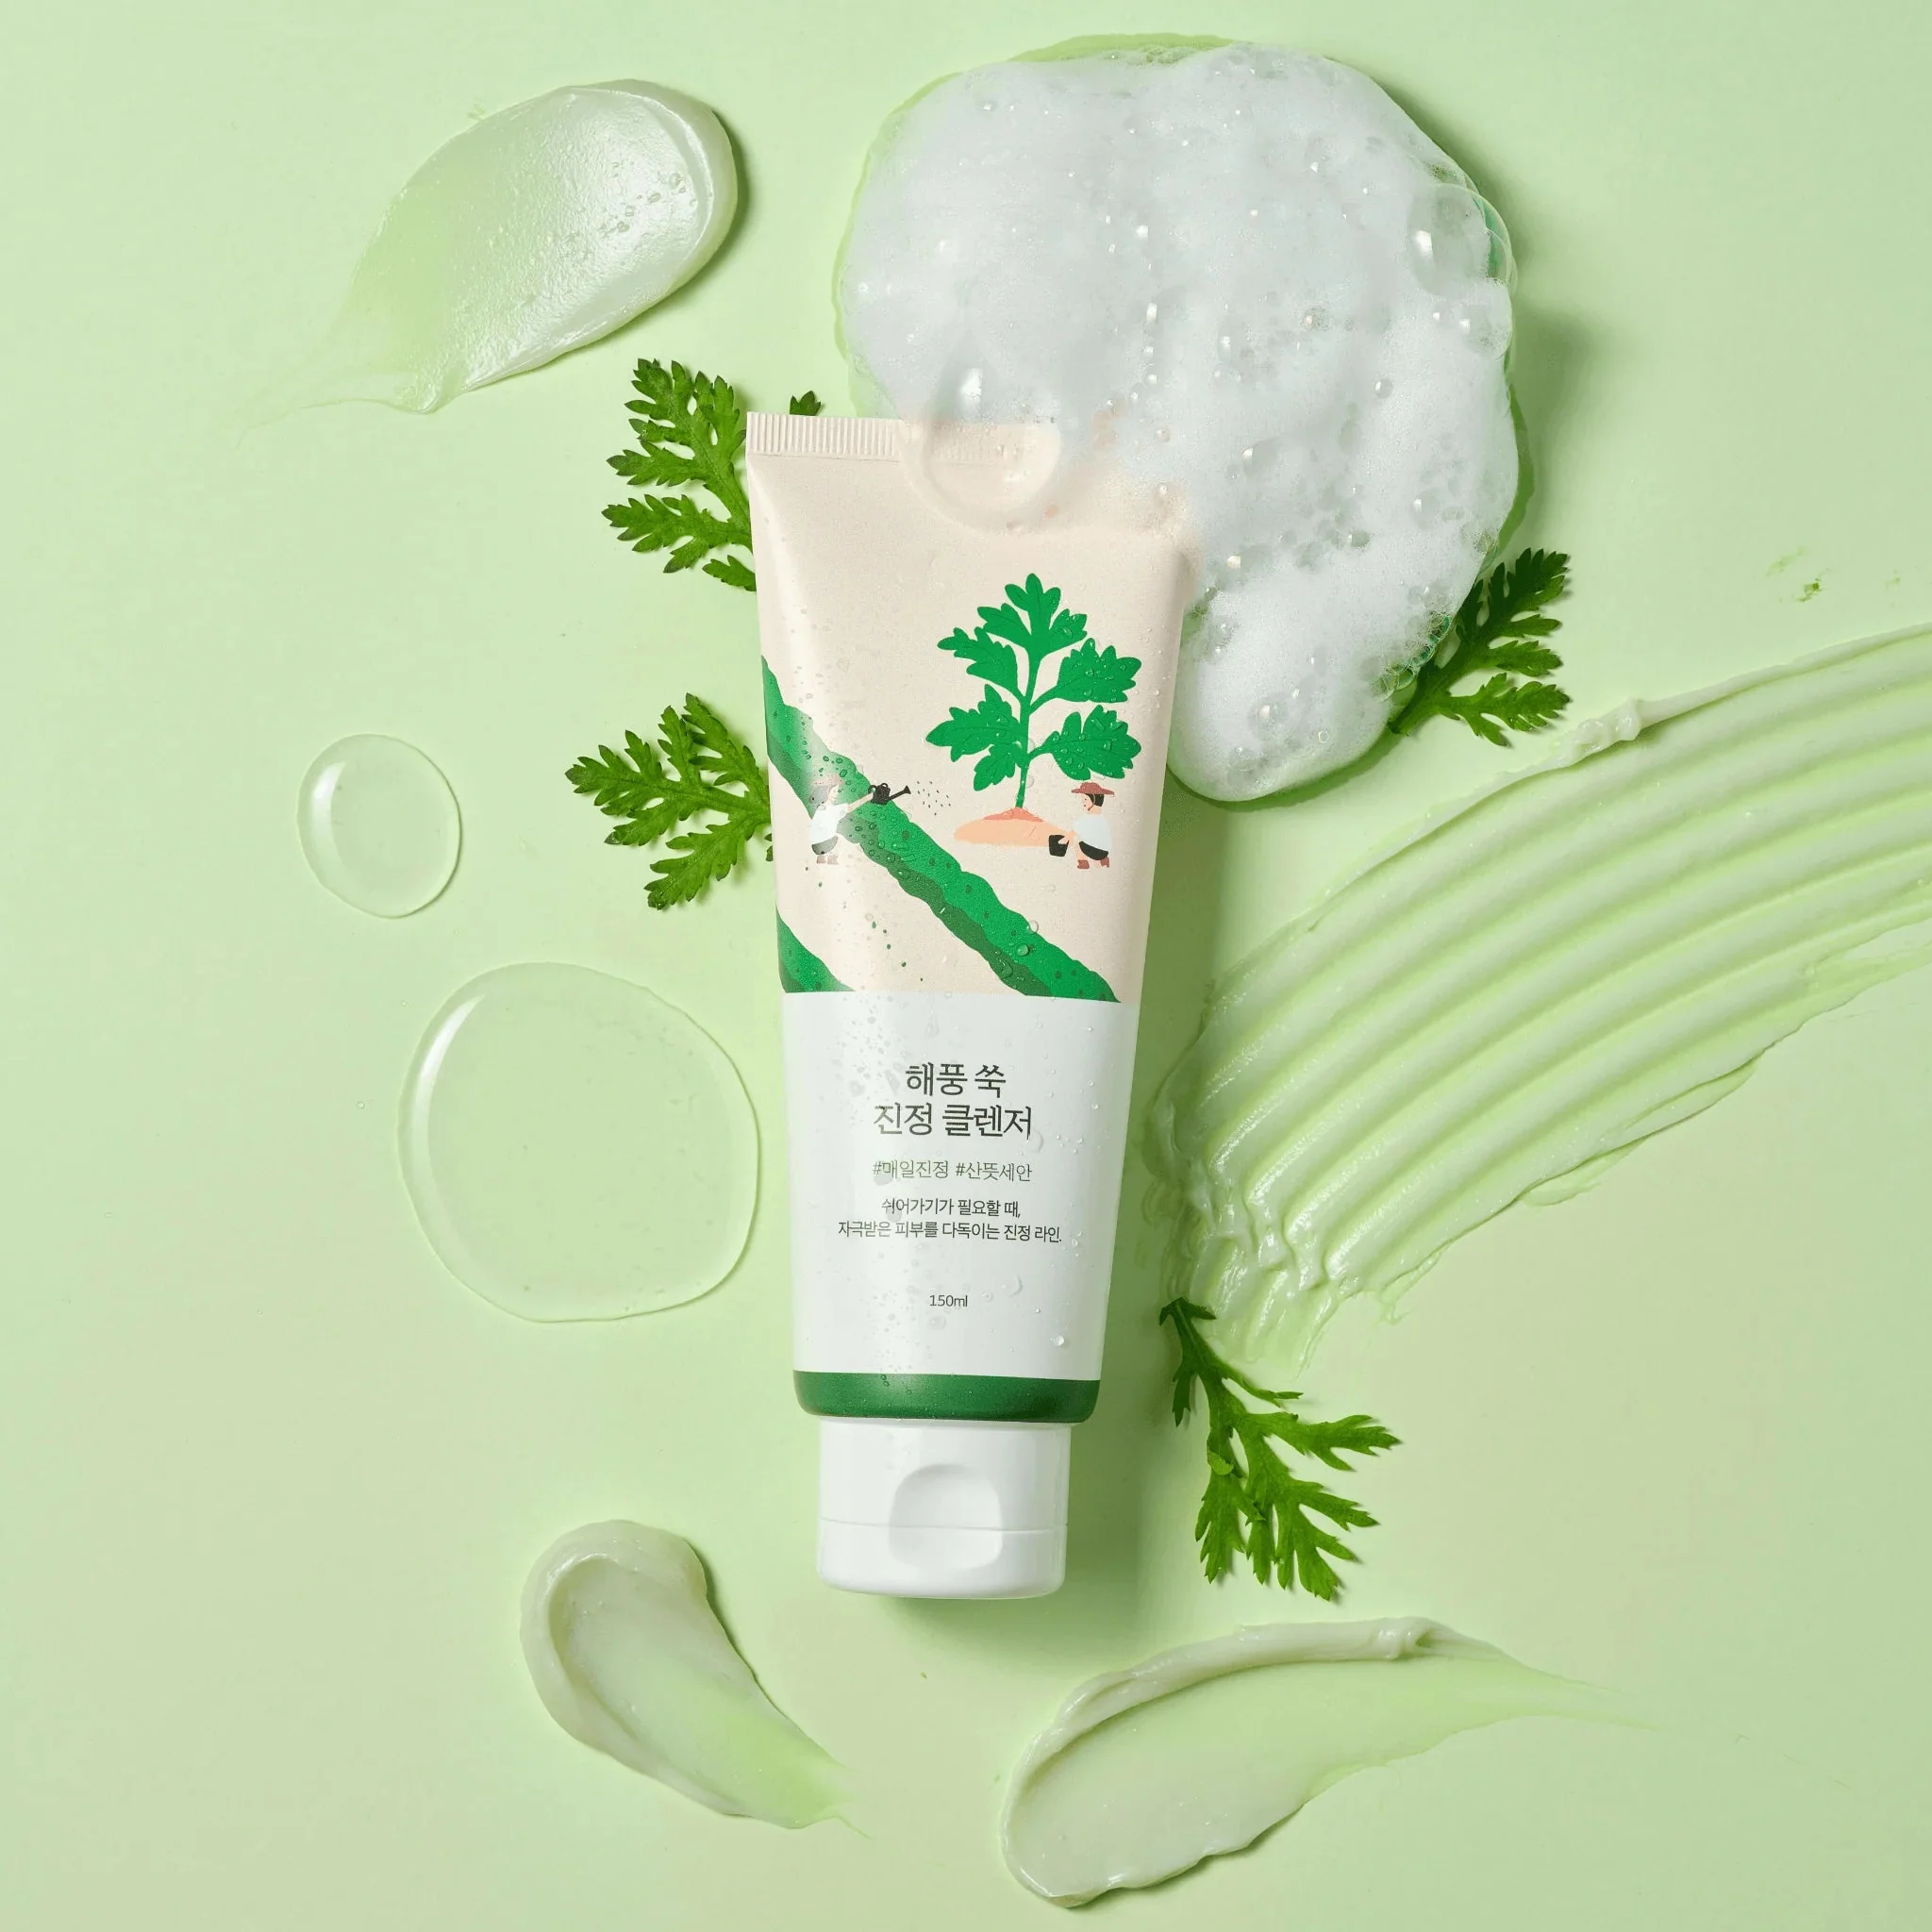 해풍 쑥
진정 클렌저
#매일진정 #산뜻세안
쉬어가기가 필요할 때,
자극받은 피부를 다독이는 진정 라인.
150ml